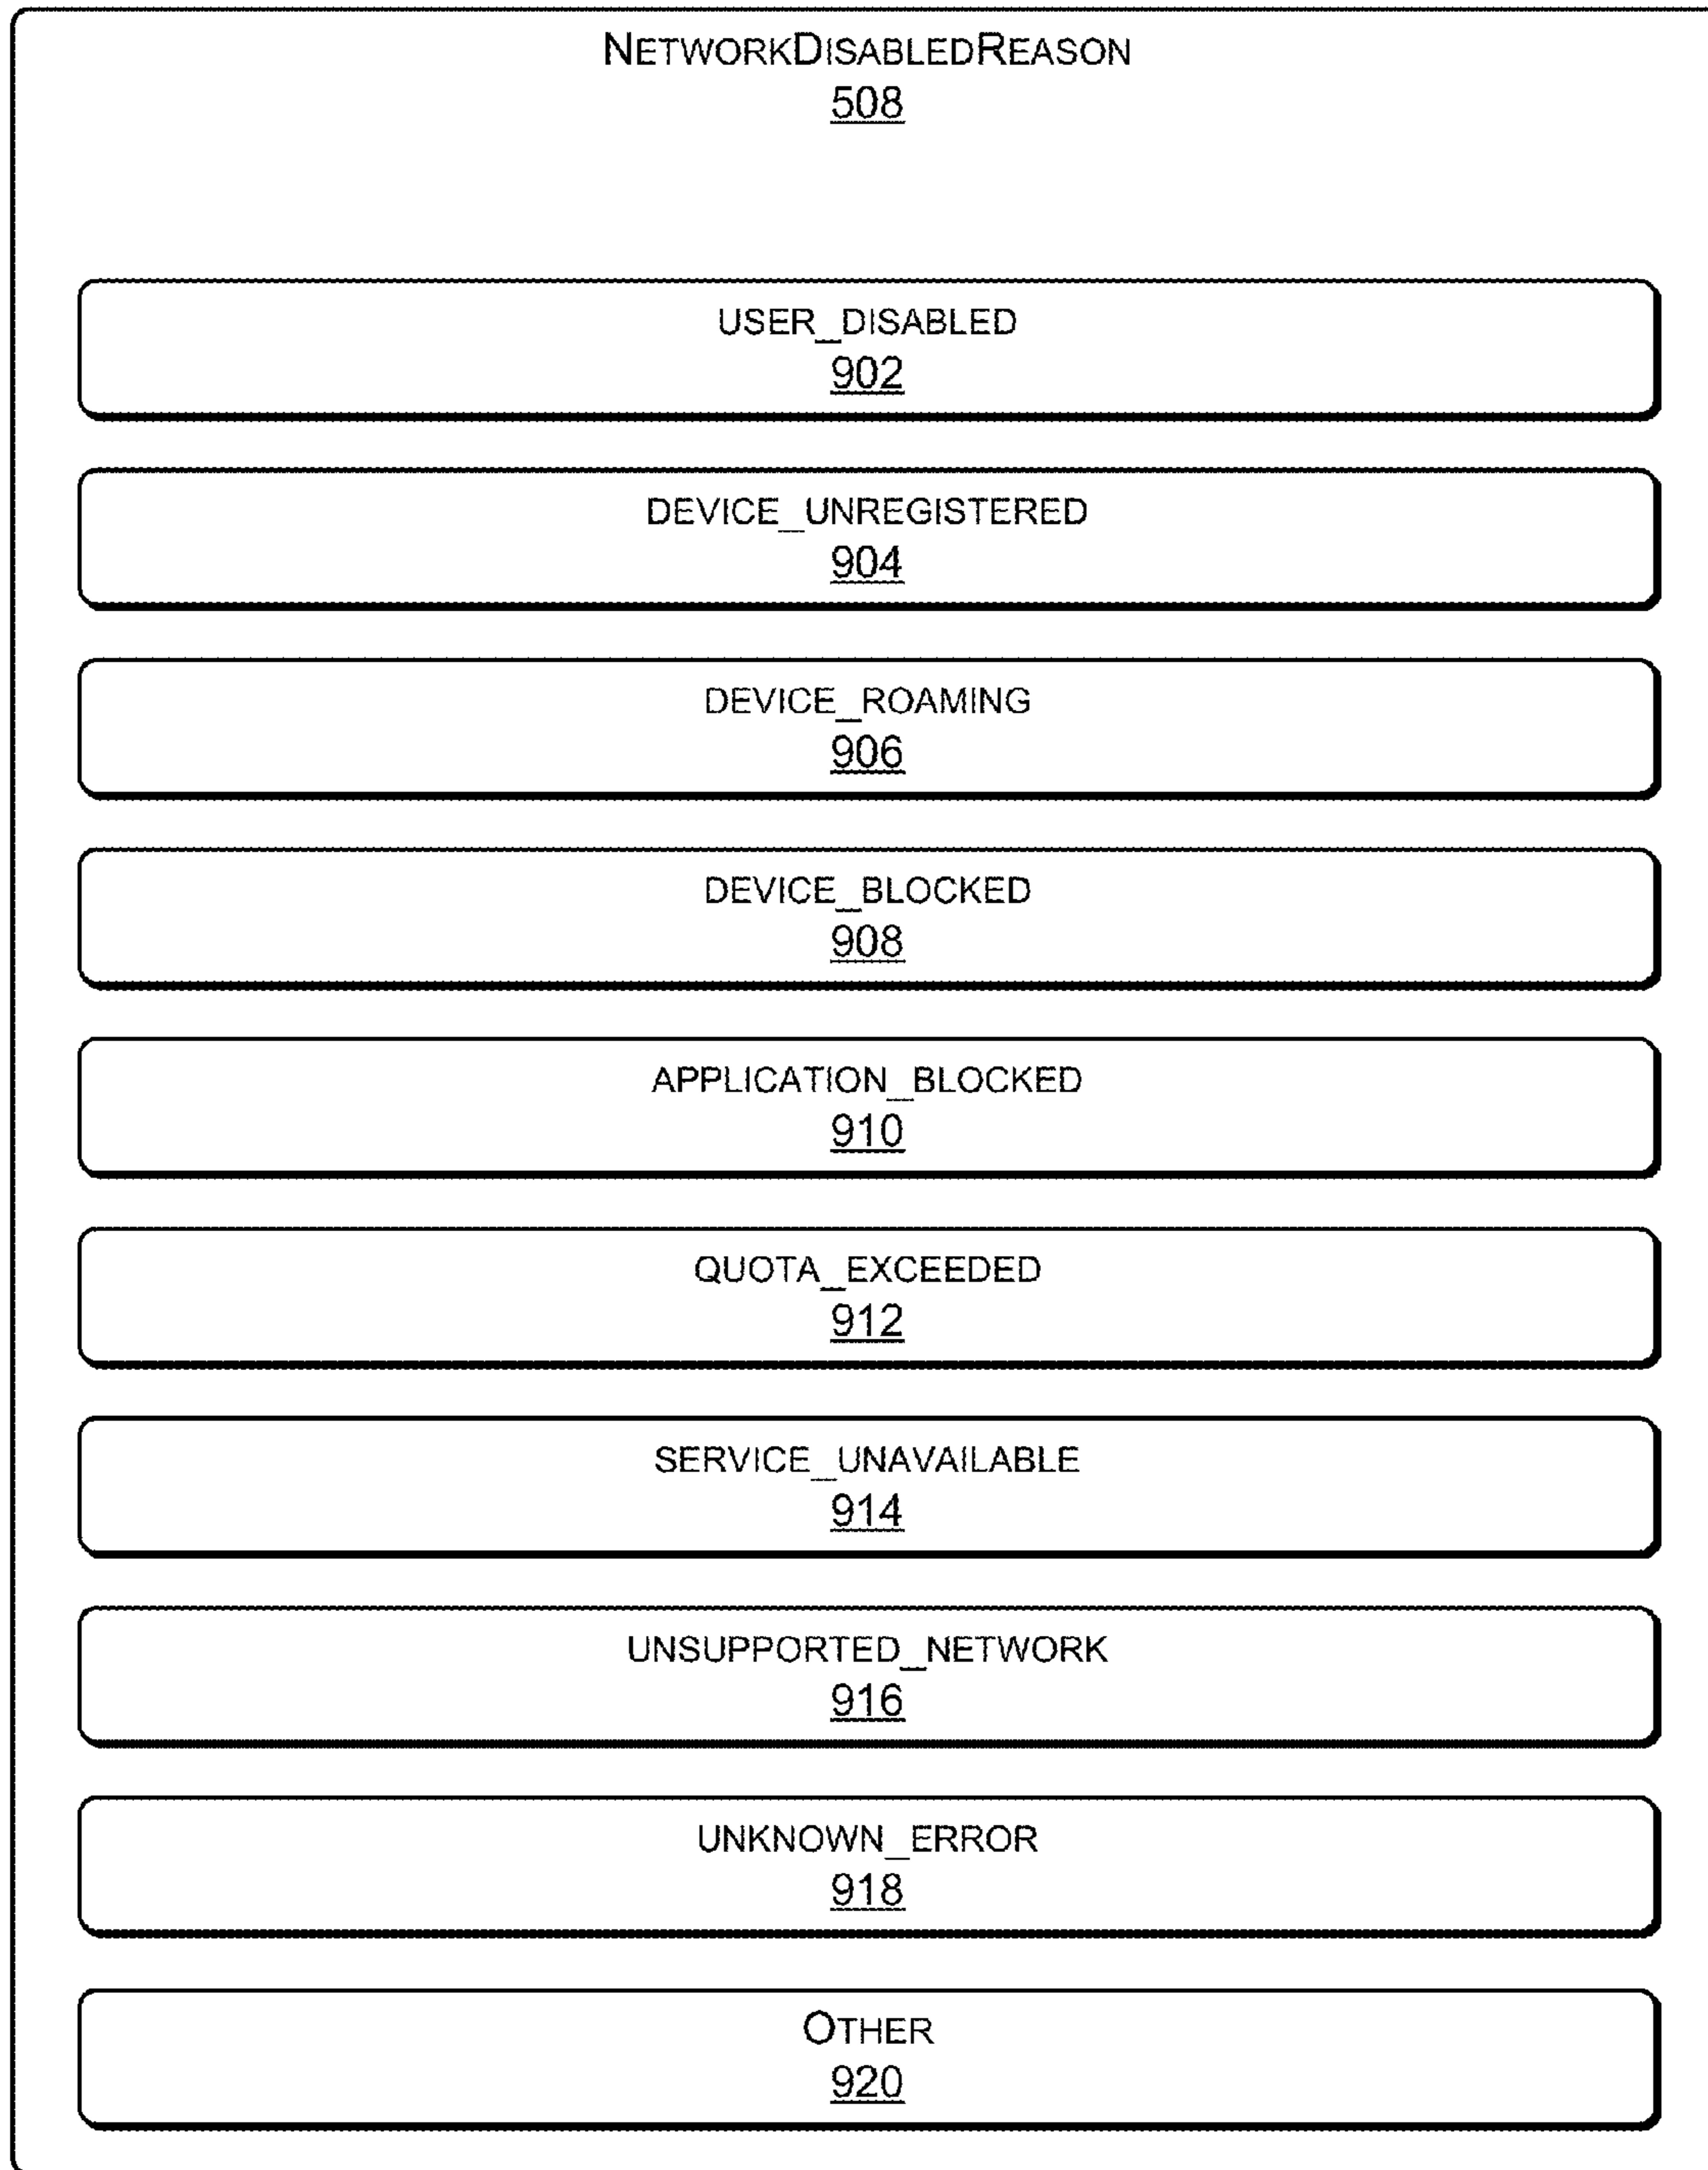 NETWORKDISABLEDREASON
508
USER_DISABLED
902
DEVICE_UNREGISTERED
904
DEVICE_ROAMING
906
DEVICE_BLOCKED
908
APPLICATION_BLOCKED
910
QUOTA_EXCEEDED
912
SERVICE_UNAVAILABLE
914
UNSUPPORTED_NETWORK
916
UNKNOWN_ERROR
918
OTHER
920